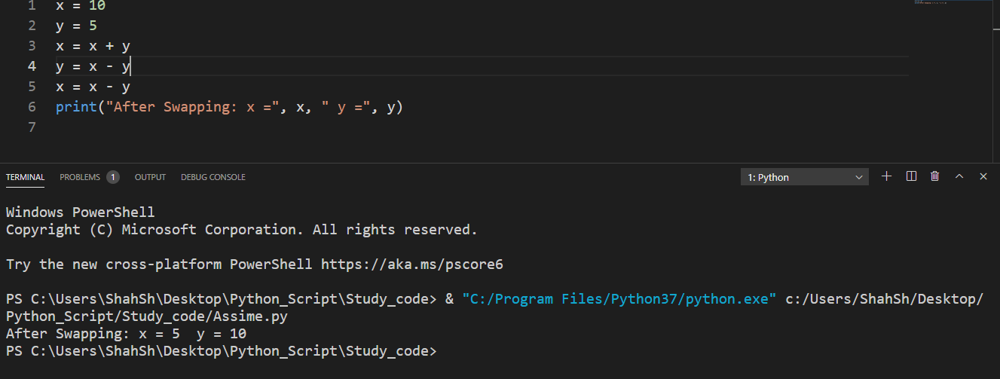 1 x = 10
2 y = 5
3 x = x + y
4 y = x - y
5 x = x - y
6 print("After Swapping: x =", x, " y =", y)
7
TERMINAL PROBLEMS 1 OUTPUT DEBUG CONSOLE 1: Python
Windows PowerShell
Copyright (C) Microsoft Corporation. All rights reserved.
Try the new cross-platform PowerShell https://aka.ms/pscore6
PS C:\Users\ShahSh\Desktop\Python_Script\Study_code> & "C:/Program Files/Python37/python.exe" c:/Users/ShahSh/Desktop/
Python_Script/Study_code/Assime.py
After Swapping: x = 5  y = 10
PS C:\Users\ShahSh\Desktop\Python_Script\Study_code>